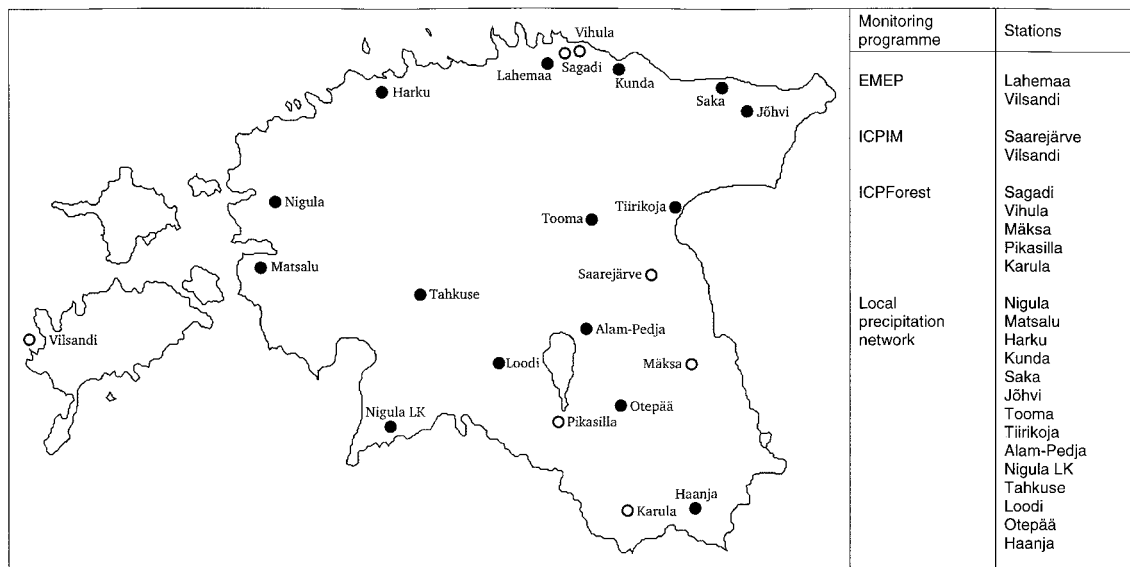 Vihula
Lahemaa
Sagadi
Kunda
Harku
Saka
Jõhvi
Nigula
Tiirikoja
Tooma
Matsalu
Saarejärve
Tahkuse
Alam-Pedja
Vilsandi
Loodi
Mäksa
Otepää
Nigula LK
Pikasilla
Haanja
Karula
Monitoring
programme
Stations
EMEP
Lahemaa
Vilsandi
ICPIM
Saarejärve
Vilsandi
ICPForest
Sagadi
Vihula
Mäksa
Pikasilla
Karula
Local
precipitation
network
Nigula
Matsalu
Harku
Kunda
Saka
Jõhvi
Tooma
Tiirikoja
Alam-Pedja
Nigula LK
Tahkuse
Loodi
Otepää
Haanja